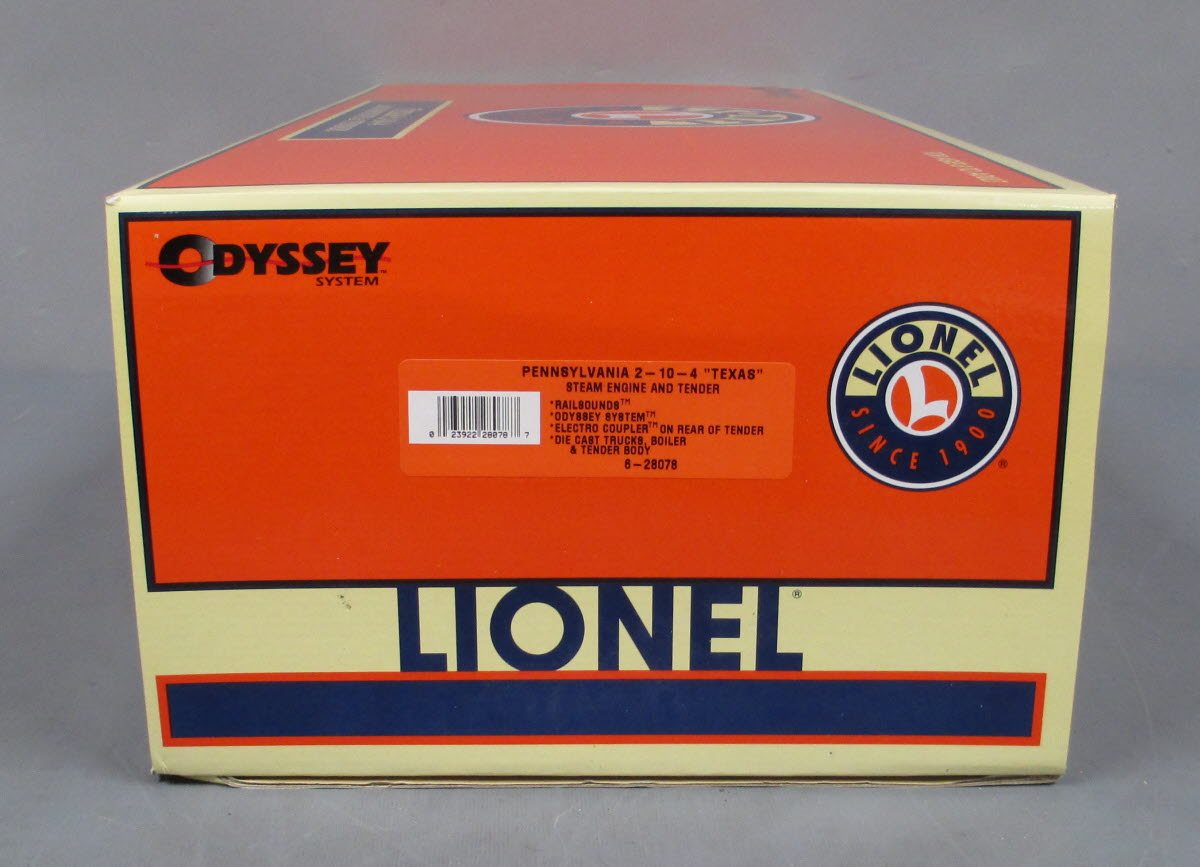 ODYSSEY™
SYSTEM
PENNSYLVANIA 2-10-4 "TEXAS"
STEAM ENGINE AND TENDER
*RAILSOUNDS™
*ODYSSEY SYSTEM™
*ELECTRO COUPLER™ ON REAR OF TENDER
*DIE CAST TRUCKS, BOILER
& TENDER BODY
6-28078
0 23922 28078 7
LIONEL
L
SINCE 1900
®
LIONEL®